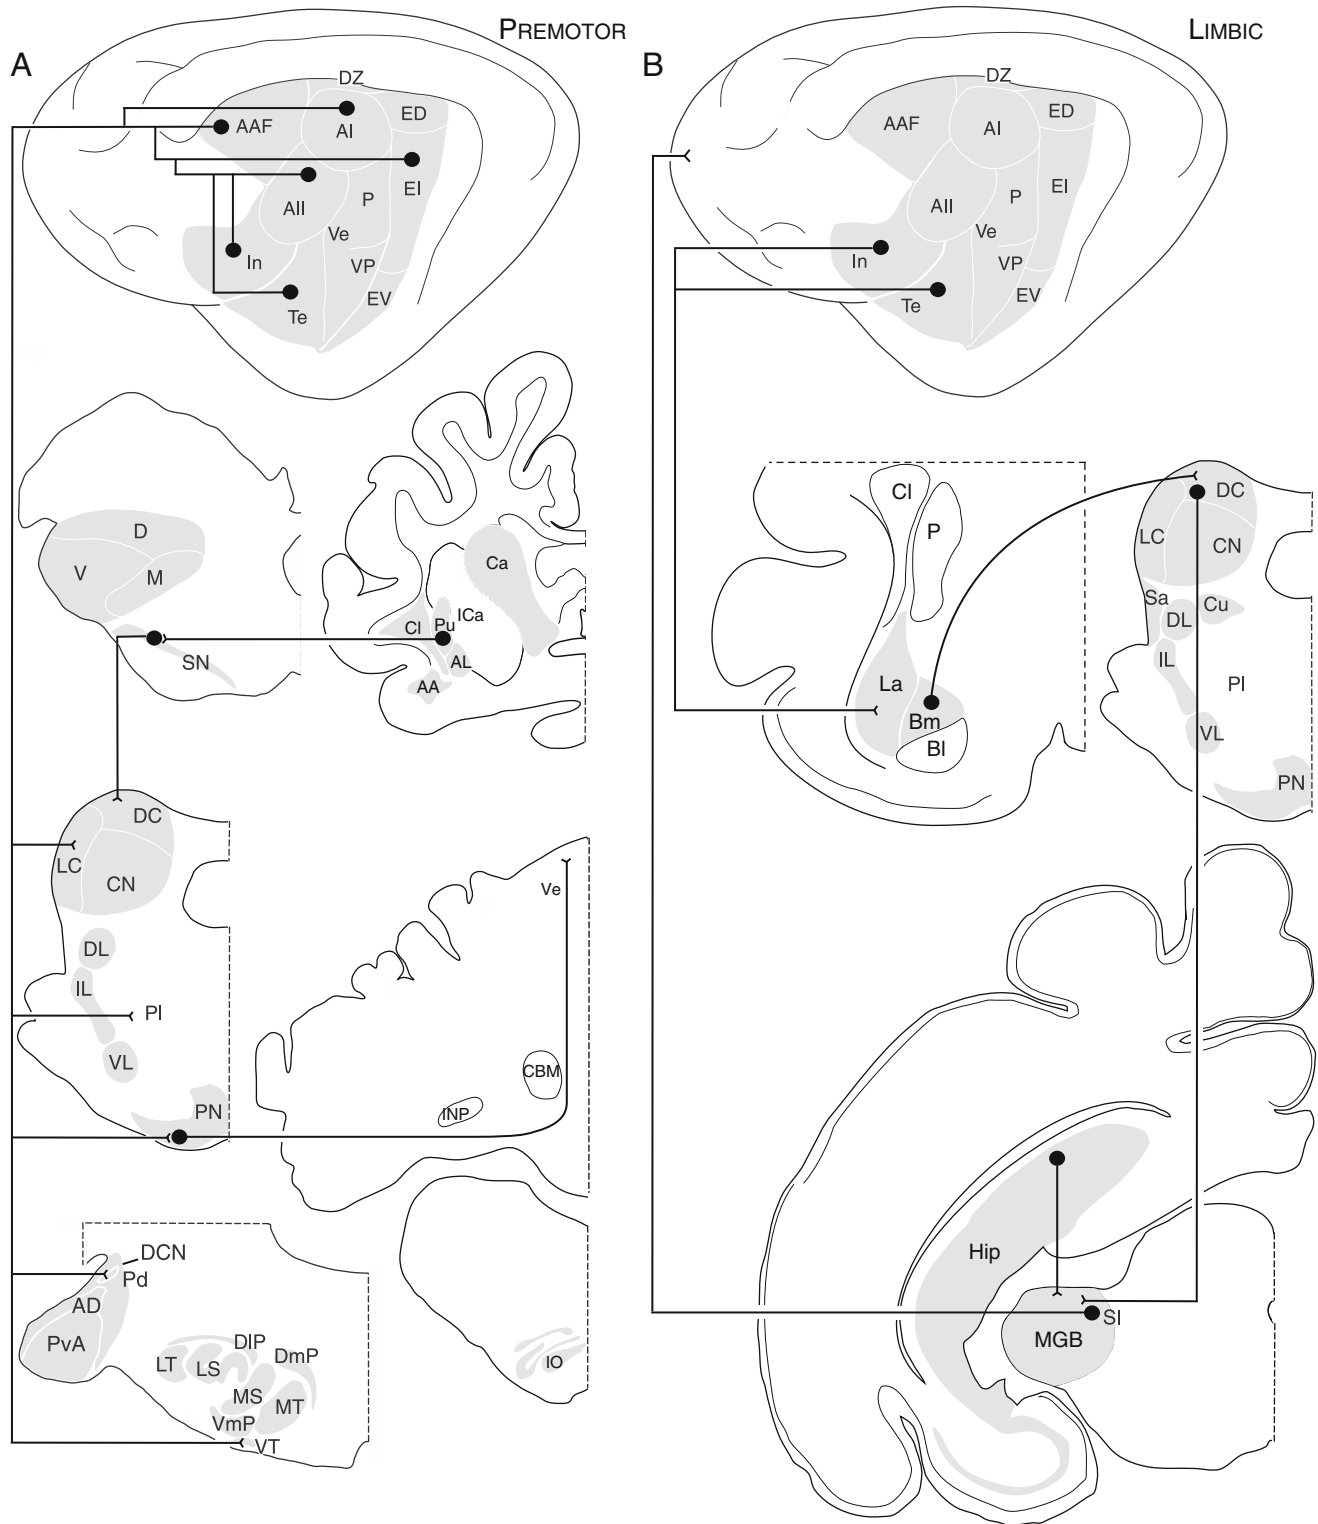 A
PREMOTOR
DZ
AAF
AI
ED
AII
P
EI
Ve
In
VP
EV
Te
D
V
M
SN
Ca
ICa
Cl
Pu
AL
AA
DC
LC
CN
DL
IL
Pl
VL
PN
Ve
CBM
INP
DCN
Pd
AD
PvA
LT
LS
DlP
DmP
MS
MT
VmP
VT
IO
B
LIMBIC
DZ
AAF
AI
ED
AII
P
EI
Ve
In
VP
EV
Te
Cl
P
La
Bm
Bl
DC
LC
CN
Sa
Cu
DL
IL
Pl
VL
PN
Hip
MGB
SI